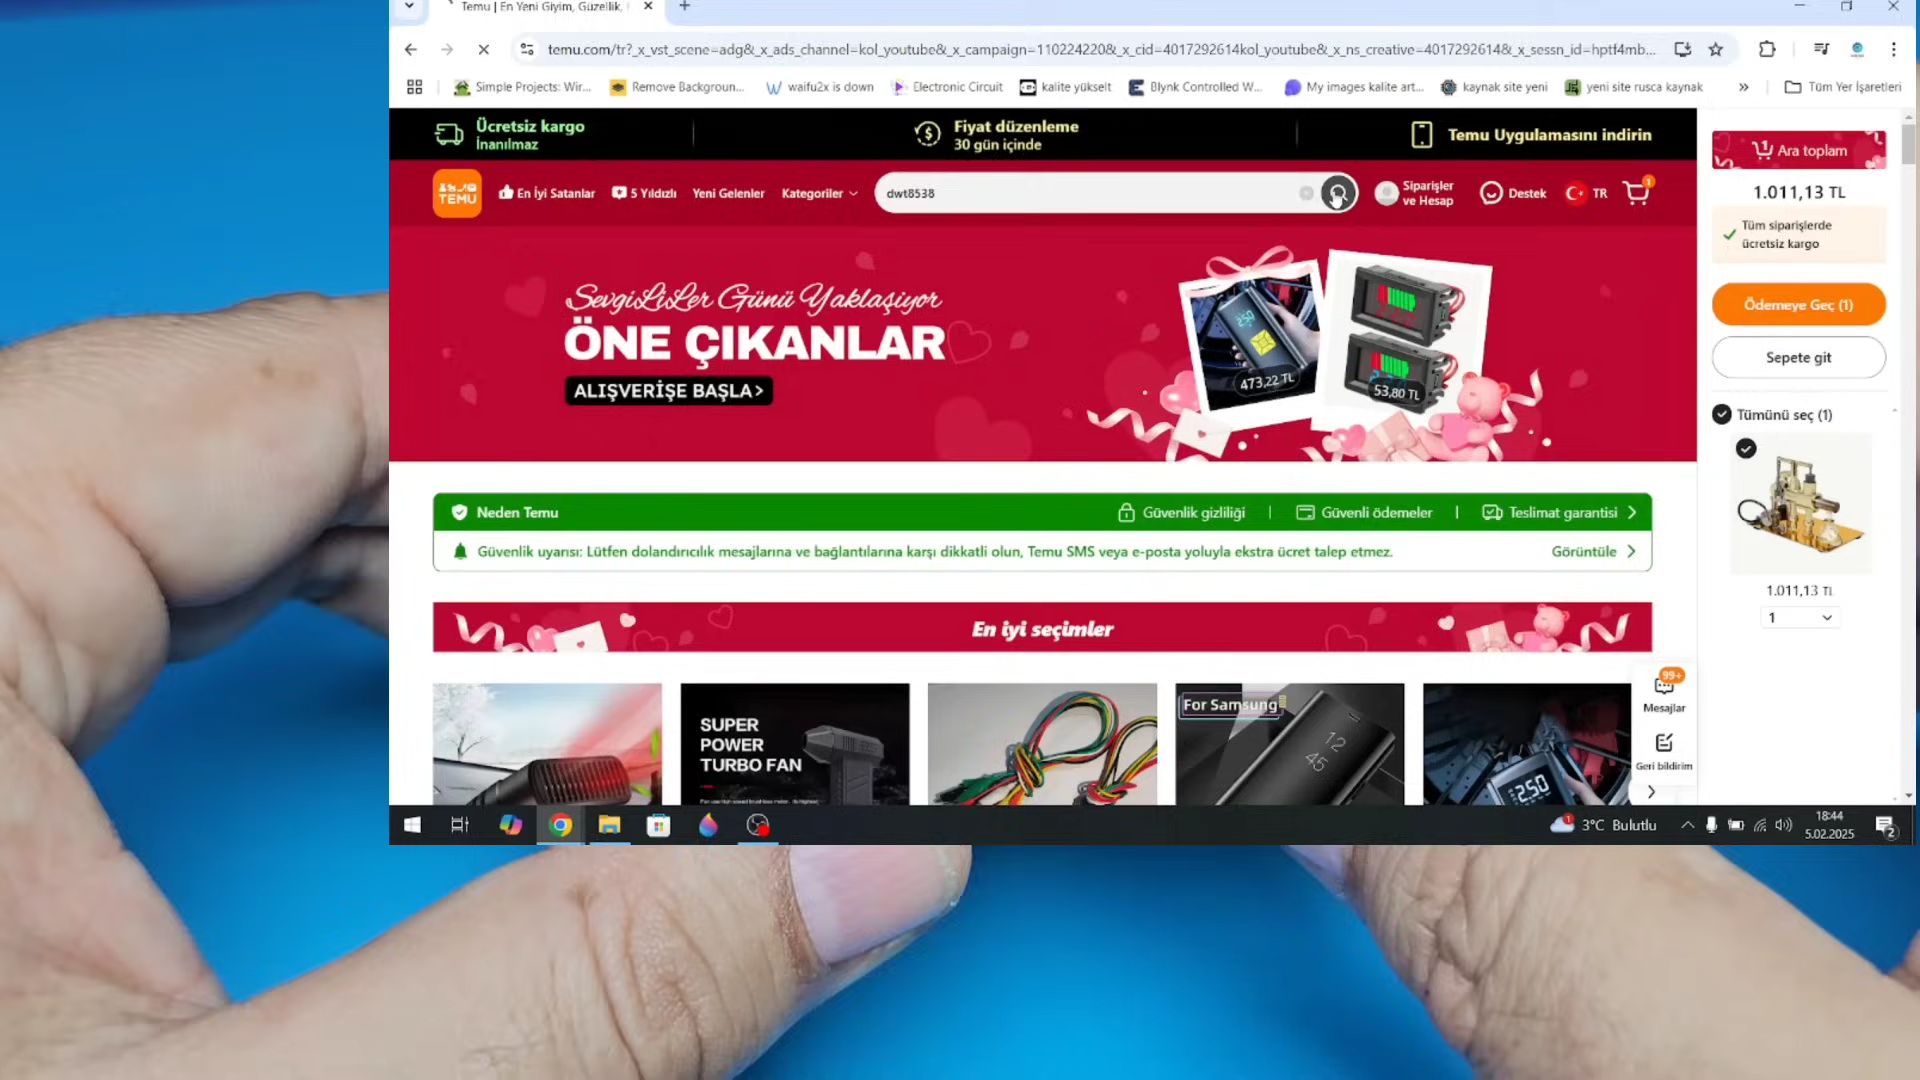 Temu | En Yeni Giyim, Güzellik,
temu.com/tr?_x_vst_scene=adg&_x_ads_channel=kol_youtube&_x_campaign=110224220&_x_cid=4017292614kol_youtube&_x_ns_creative=4017292614&_x_sessn_id=hptf4mb...
Simple Projects: Wir...
Remove Backgroun...
waifu2x is down
Electronic Circuit
kalite yükselt
Blynk Controlled W...
My images kalite art...
kaynak site yeni
yeni site rusca kaynak
»
Tüm Yer İşaretleri
Ücretsiz kargo
İnanılmaz
Fiyat düzenleme
30 gün içinde
Temu Uygulamasını indirin
TEMU
En İyi Satanlar
5 Yıldızlı
Yeni Gelenler
Kategoriler
dwt8538
Siparişler
ve Hesap
Destek
TR
1
SevgiLiLer Günü Yaklaşıyor
ÖNE ÇIKANLAR
ALIŞVERİŞE BAŞLA >
250
473,22 TL
53,80 TL
Neden Temu
Güvenlik gizliliği
Güvenli ödemeler
Teslimat garantisi
Güvenlik uyarısı: Lütfen dolandırıcılık mesajlarına ve bağlantılarına karşı dikkatli olun, Temu SMS veya e-posta yoluyla ekstra ücret talep etmez.
Görüntüle
En iyi seçimler
SUPER
POWER
TURBO FAN
For Samsung
12
45
250
1 Ara toplam
1.011,13 TL
Tüm siparişlerde
ücretsiz kargo
Ödemeye Geç (1)
Sepete git
Tümünü seç (1)
1.011,13 TL
1
99+
Mesajlar
Geri bildirim
1
3°C Bulutlu
18:44
5.02.2025
2